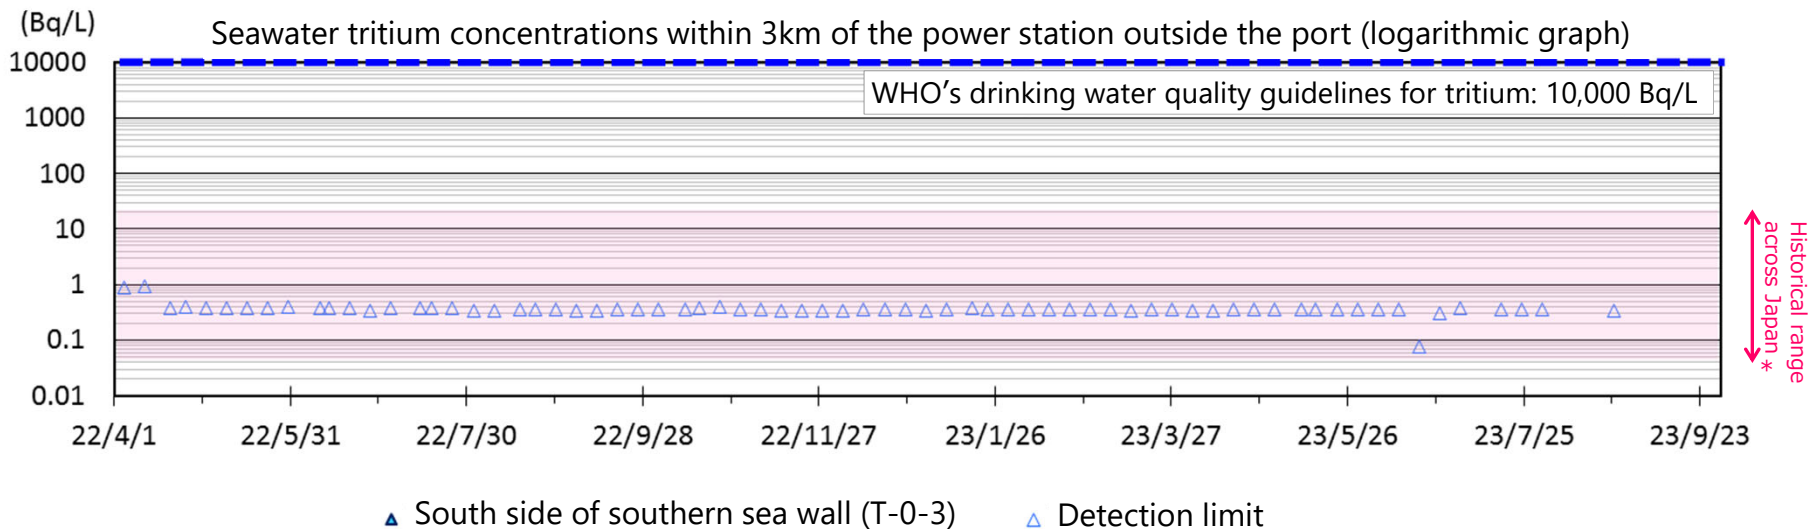 (Bq/L)
Seawater tritium concentrations within 3km of the power station outside the port (logarithmic graph)
10000
WHO's drinking water quality guidelines for tritium: 10,000 Bq/L
1000
100
10
1
0.1
0.01
Historical range
across Japan *
22/4/1 22/5/31 22/7/30 22/9/28 22/11/27 23/1/26 23/3/27 23/5/26 23/7/25 23/9/23
South side of southern sea wall (T-0-3) Detection limit